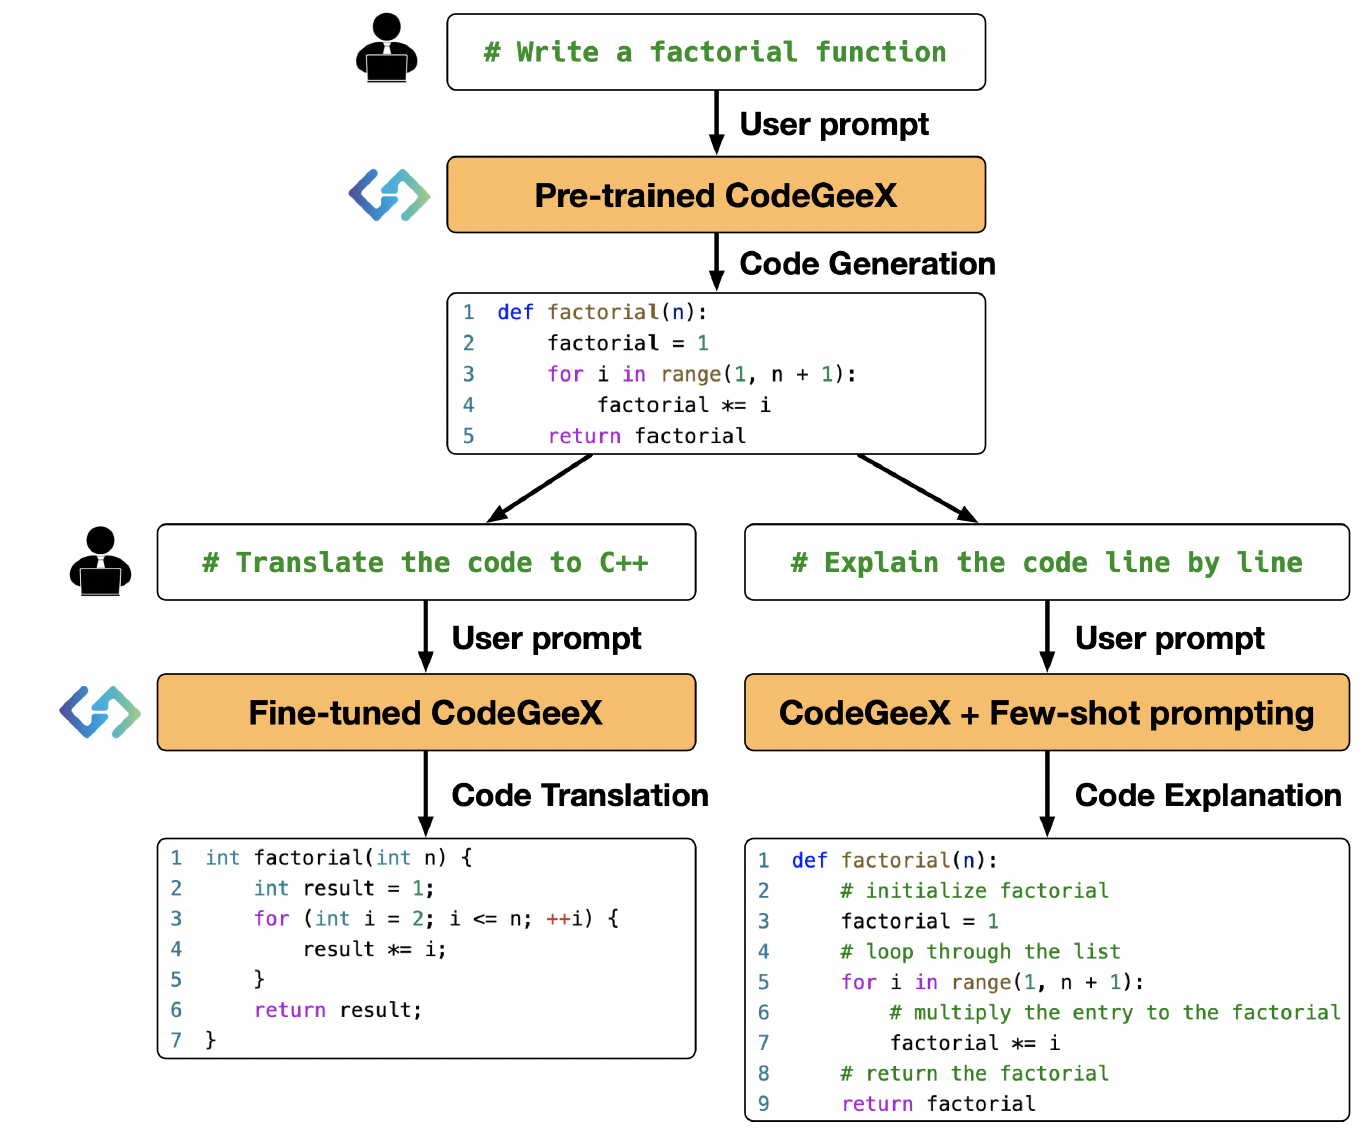 # Write a factorial function
User prompt
Pre-trained CodeGeeX
Code Generation
1 def factorial(n):
2     factorial = 1
3     for i in range(1, n + 1):
4         factorial *= i
5     return factorial
# Translate the code to C++
User prompt
Fine-tuned CodeGeeX
Code Translation
1 int factorial(int n) {
2     int result = 1;
3     for (int i = 2; i <= n; ++i) {
4         result *= i;
5     }
6     return result;
7 }
# Explain the code line by line
User prompt
CodeGeeX + Few-shot prompting
Code Explanation
1 def factorial(n):
2     # initialize factorial
3     factorial = 1
4     # loop through the list
5     for i in range(1, n + 1):
6         # multiply the entry to the factorial
7         factorial *= i
8     # return the factorial
9     return factorial